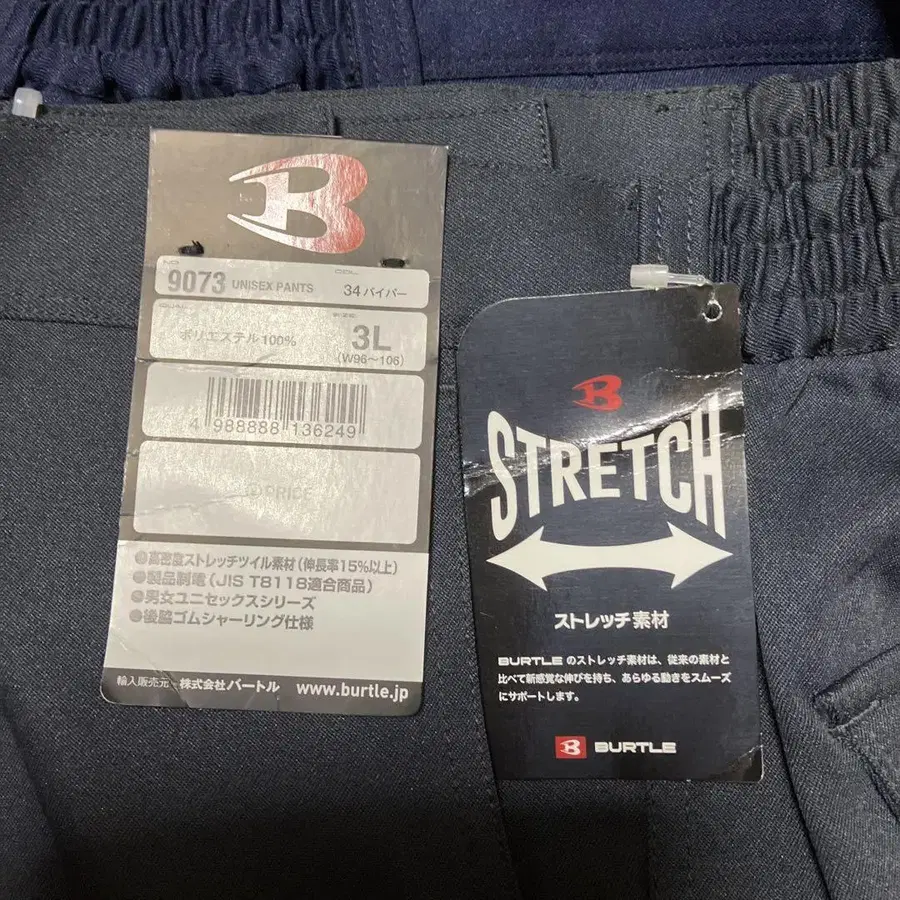 NO.
COL.
9073 UNISEX PANTS
34 バイパー
QUAL.
SIZE
ポリエステル100%
3L
(W96～106)
4 988888 136249
PRICE
●高密度ストレッチツイル素材(伸長率15%以上)
●製品制電(JIS T8118適合商品)
●男女ユニセックスシリーズ
●後脇ゴムシャーリング仕様
輸入販売元 株式会社バートル www.burtle.jp
STRETCH
ストレッチ素材
BURTLE のストレッチ素材は、従来の素材と
比べて新感覚な伸びを持ち、あらゆる動きをスムーズ
にサポートします。
BURTLE